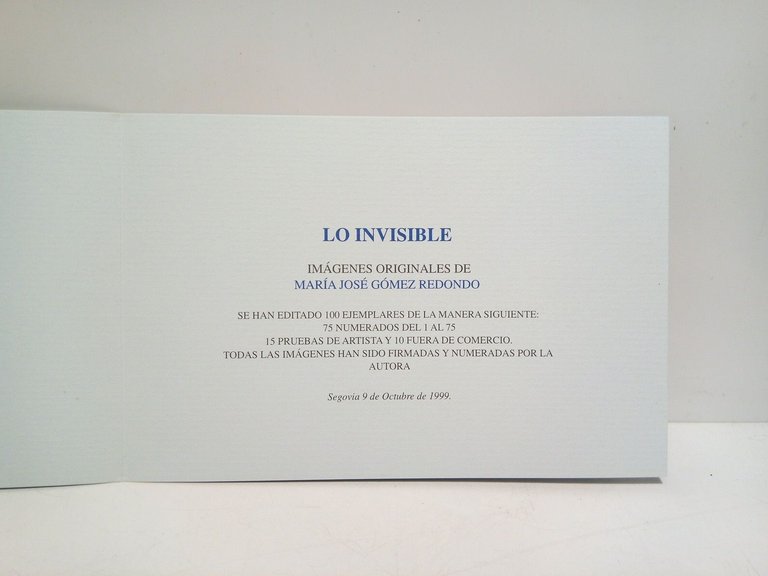 LO INVISIBLE
IMÁGENES ORIGINALES DE
MARÍA JOSÉ GÓMEZ REDONDO
SE HAN EDITADO 100 EJEMPLARES DE LA MANERA SIGUIENTE:
75 NUMERADOS DEL 1 AL 75
15 PRUEBAS DE ARTISTA Y 10 FUERA DE COMERCIO.
TODAS LAS IMÁGENES HAN SIDO FIRMADAS Y NUMERADAS POR LA
AUTORA
Segovia 9 de Octubre de 1999.